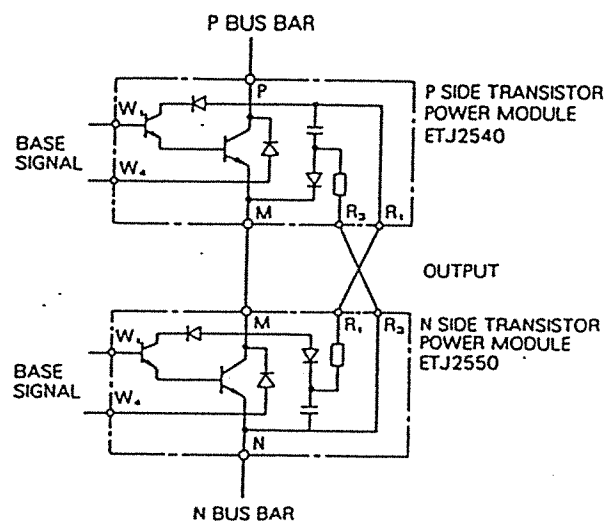 P BUS BAR
P
P SIDE TRANSISTOR
POWER MODULE
ETJ2540
W₁
BASE
SIGNAL
W₄
M
R₃
R₁
OUTPUT
M
R₁
R₃
N SIDE TRANSISTOR
POWER MODULE
ETJ2550
W₁
BASE
SIGNAL
W₄
N
N BUS BAR